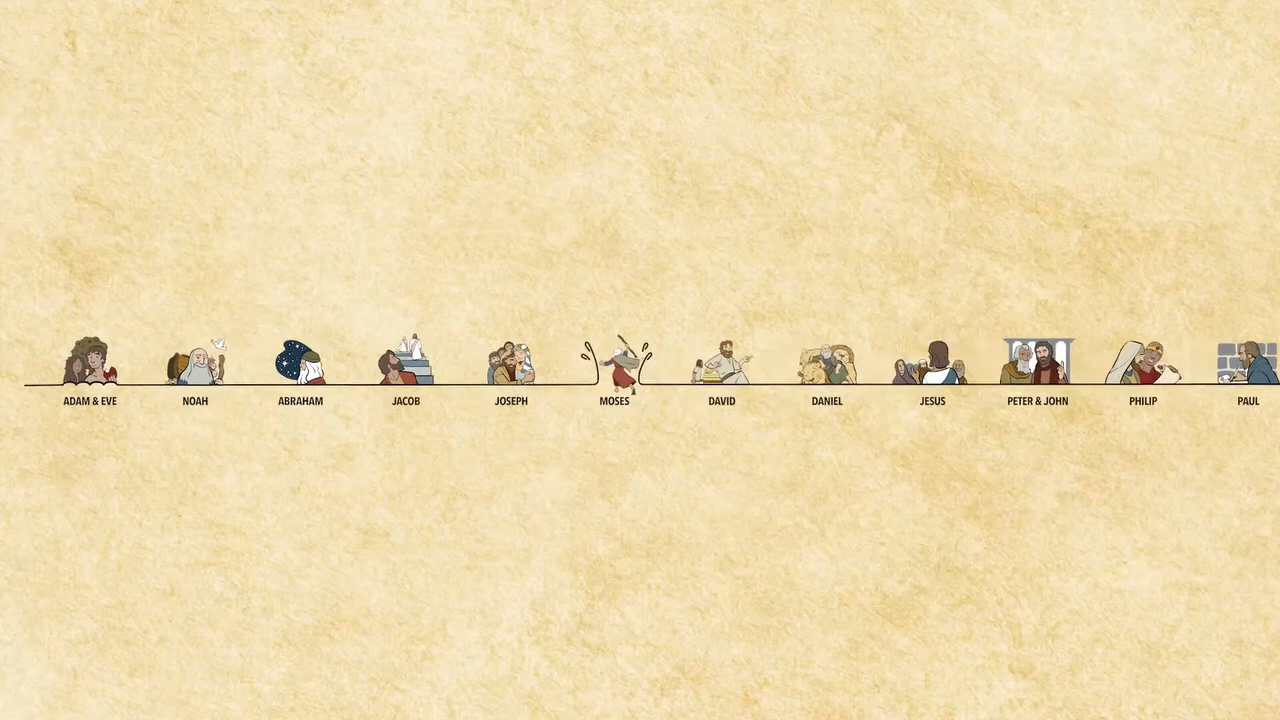 ADAM & EVE
NOAH
ABRAHAM
JACOB
JOSEPH
MOSES
DAVID
DANIEL
JESUS
PETER & JOHN
PHILIP
PAUL